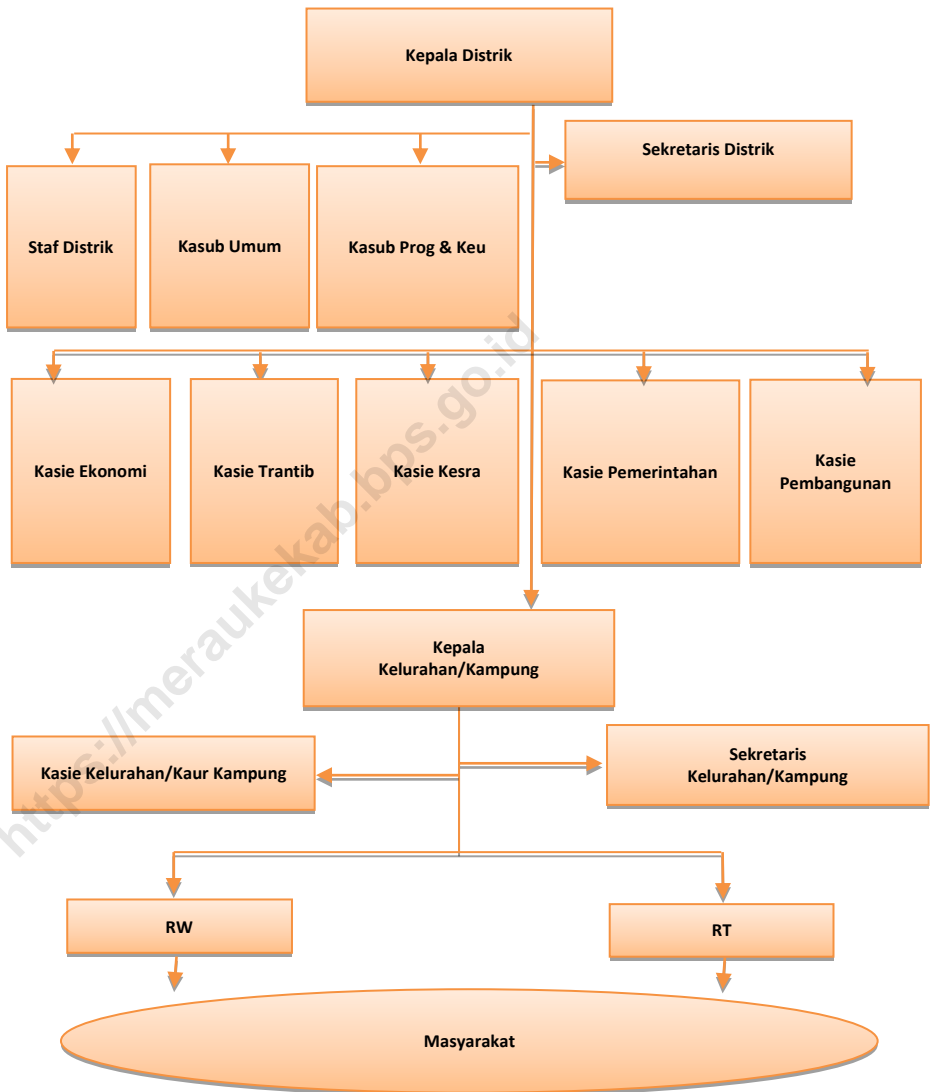 Kepala Distrik
Sekretaris Distrik
Staf Distrik
Kasub Umum
Kasub Prog & Keu
Kasie Ekonomi
Kasie Trantib
Kasie Kesra
Kasie Pemerintahan
Kasie
Pembangunan
Kepala
Kelurahan/Kampung
Kasie Kelurahan/Kaur Kampung
Sekretaris
Kelurahan/Kampung
RW
RT
Masyarakat
https://meraukekab.bps.go.id